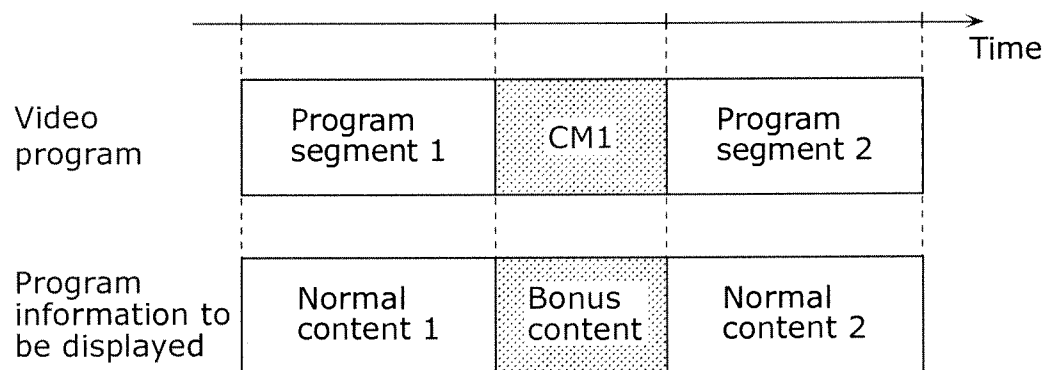 Time
Video
program
Program
segment 1
CM1
Program
segment 2
Program
information to
be displayed
Normal
content 1
Bonus
content
Normal
content 2